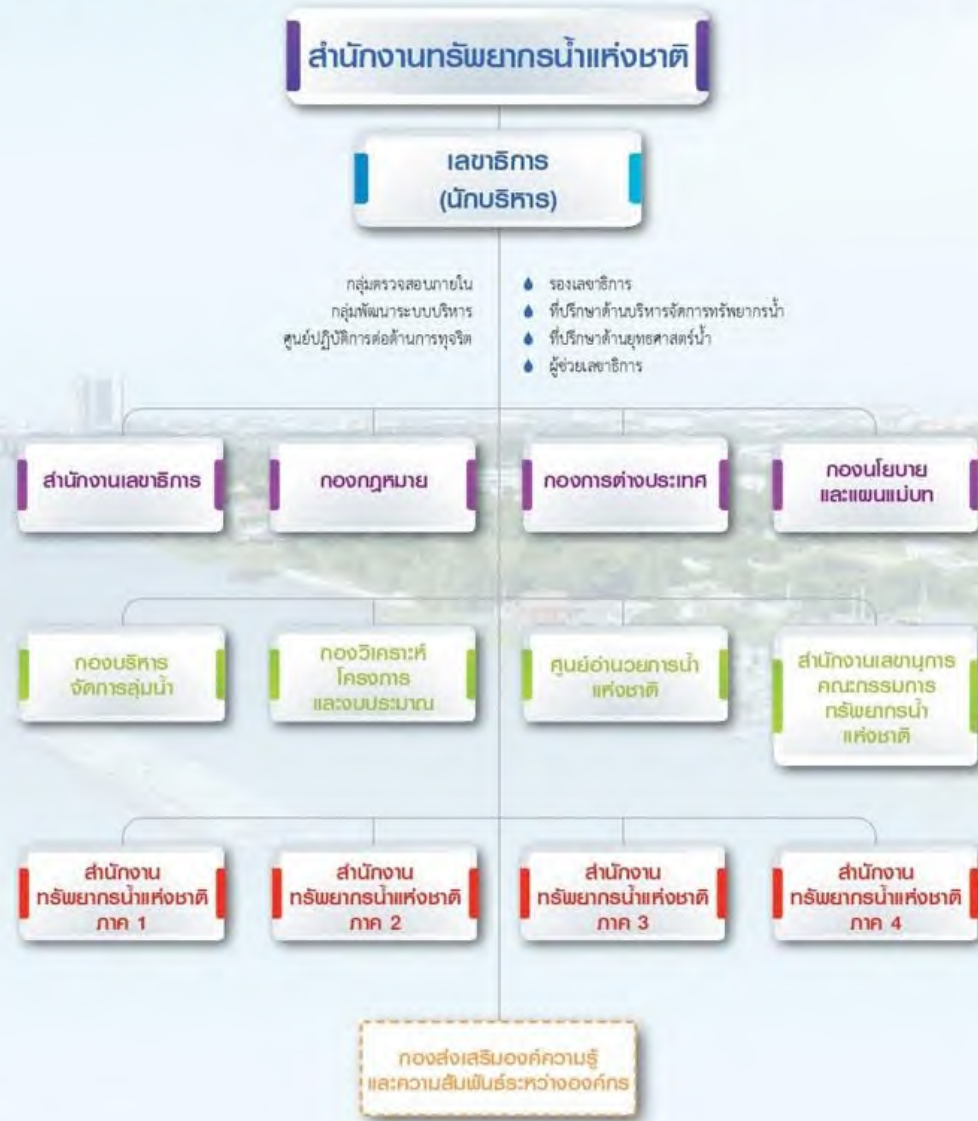 สำนักงานทรัพยากรน้ำแห่งชาติ
เลขาธิการ
(นักบริหาร)
กลุ่มตรวจสอบภายใน
กลุ่มพัฒนาระบบบริหาร
ศูนย์ปฏิบัติการต่อต้านการทุจริต
รองเลขาธิการ
ที่ปรึกษาด้านบริหารจัดการทรัพยากรน้ำ
ที่ปรึกษาด้านยุทธศาสตร์น้ำ
ผู้ช่วยเลขาธิการ
สำนักงานเลขาธิการ
กองกฎหมาย
กองการต่างประเทศ
กองนโยบาย
และแผนแม่บท
กองบริหาร
จัดการลุ่มน้ำ
กองวิเคราะห์
โครงการ
และงบประมาณ
ศูนย์อำนวยการน้ำ
แห่งชาติ
สำนักงานเลขานุการ
คณะกรรมการ
ทรัพยากรน้ำ
แห่งชาติ
สำนักงาน
ทรัพยากรน้ำแห่งชาติ
ภาค 1
สำนักงาน
ทรัพยากรน้ำแห่งชาติ
ภาค 2
สำนักงาน
ทรัพยากรน้ำแห่งชาติ
ภาค 3
สำนักงาน
ทรัพยากรน้ำแห่งชาติ
ภาค 4
กองส่งเสริมองค์ความรู้
และความสัมพันธ์ระหว่างองค์กร